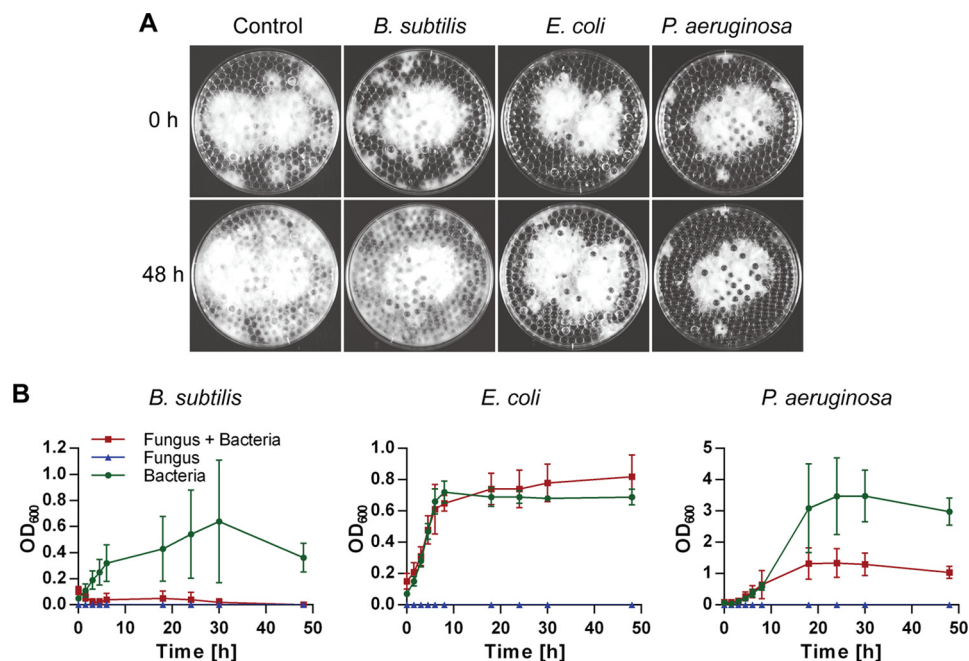 A
Control B. subtilis E. coli P. aeruginosa
0 h
48 h
B
B. subtilis E. coli P. aeruginosa
Fungus + Bacteria
Fungus
Bacteria
OD600
1.2
1.0
0.8
0.6
0.4
0.2
0.0
0 10 20 30 40 50
Time [h]
OD600
1.0
0.8
0.6
0.4
0.2
0.0
0 10 20 30 40 50
Time [h]
OD600
5
4
3
2
1
0
0 10 20 30 40 50
Time [h]